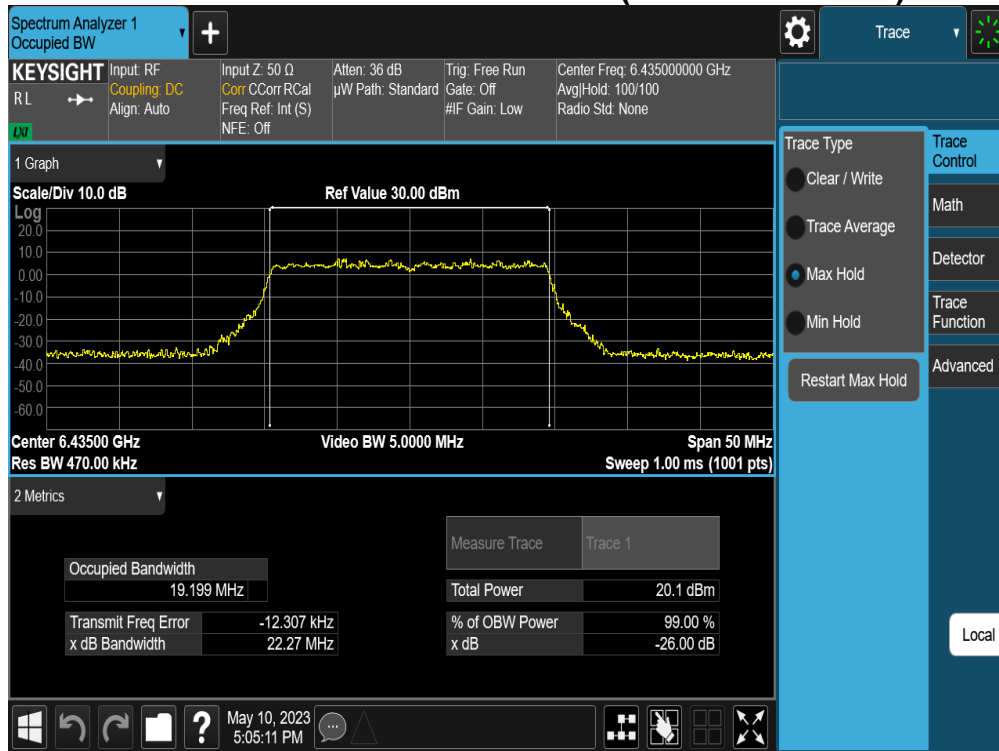 Spectrum Analyzer 1
Occupied BW
+
Trace
KEYSIGHT
RL
LXI
Input: RF
Coupling: DC
Align: Auto
Input Z: 50 Ω
Corr CCorr RCal
Freq Ref: Int (S)
NFE: Off
Atten: 36 dB
µW Path: Standard
Trig: Free Run
Gate: Off
#IF Gain: Low
Center Freq: 6.435000000 GHz
Avg|Hold: 100/100
Radio Std: None
1 Graph
Scale/Div 10.0 dB
Ref Value 30.00 dBm
Log
20.0
10.0
0.00
-10.0
-20.0
-30.0
-40.0
-50.0
-60.0
Center 6.43500 GHz
Video BW 5.0000 MHz
Span 50 MHz
Res BW 470.00 kHz
Sweep 1.00 ms (1001 pts)
2 Metrics
Measure Trace
Trace 1
Occupied Bandwidth
19.199 MHz
Total Power
20.1 dBm
Transmit Freq Error
-12.307 kHz
% of OBW Power
99.00 %
x dB Bandwidth
22.27 MHz
x dB
-26.00 dB
?
May 10, 2023
5:05:11 PM
Trace Type
Clear / Write
Trace Average
Max Hold
Min Hold
Restart Max Hold
Trace
Control
Math
Detector
Trace
Function
Advanced
Local